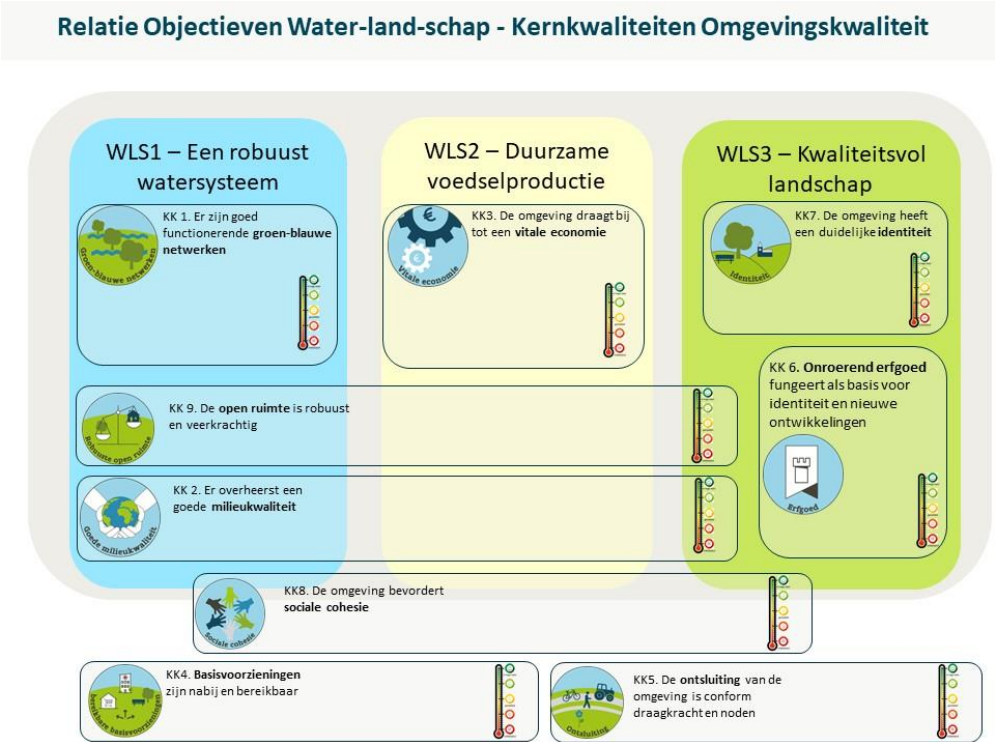 Relatie Objectieven Water-land-schap - Kernkwaliteiten Omgevingskwaliteit
WLS1 – Een robuust
watersysteem
KK 1. Er zijn goed
functionerende groen-blauwe
netwerken
Groen-blauwe netwerken
WLS2 – Duurzame
voedselproductie
KK3. De omgeving draagt bij
tot een vitale economie
€
€
Vitale economie
WLS3 – Kwaliteitsvol
landschap
KK7. De omgeving heeft
een duidelijke identiteit
Identiteit
KK 6. Onroerend erfgoed
fungeert als basis voor
identiteit en nieuwe
ontwikkelingen
Erfgoed
KK 9. De open ruimte is robuust
en veerkrachtig
Robuuste open ruimte
KK 2. Er overheerst een
goede milieukwaliteit
Goede milieukwaliteit
KK8. De omgeving bevordert
sociale cohesie
Sociale cohesie
KK4. Basisvoorzieningen
zijn nabij en bereikbaar
bereikbare basisvoorzieningen
KK5. De ontsluiting van de
omgeving is conform
draagkracht en noden
Ontsluiting